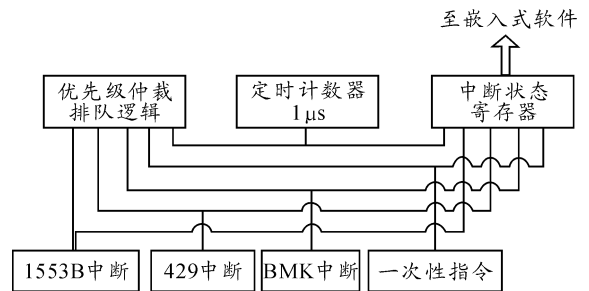 至嵌入式软件
优先级仲裁
排队逻辑
定时计数器
1μs
中断状态
寄存器
1553B中断
429中断
BMK中断
一次性指令